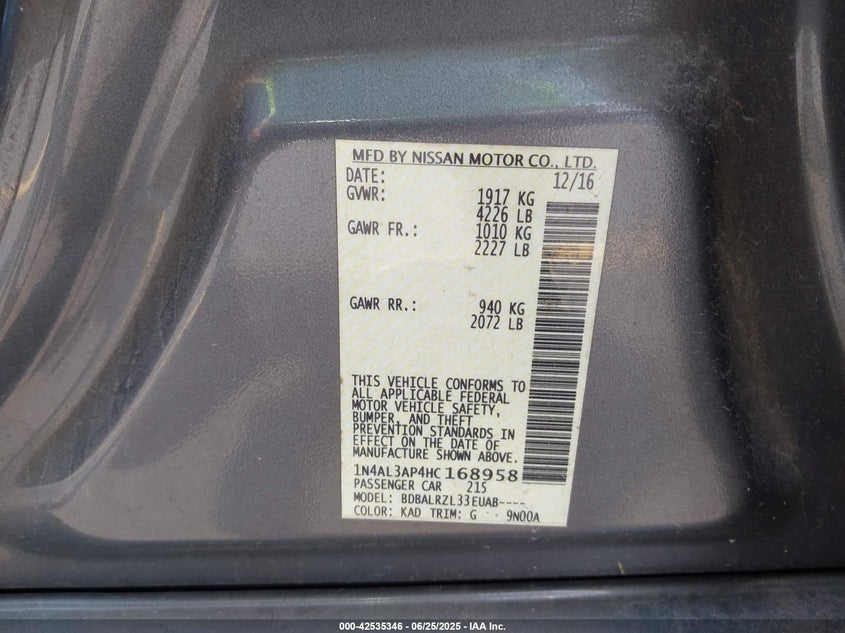 MFD BY NISSAN MOTOR CO., LTD.
DATE: 12/16
GVWR: 1917 KG
4226 LB
GAWR FR.: 1010 KG
2227 LB
GAWR RR.: 940 KG
2072 LB
THIS VEHICLE CONFORMS TO
ALL APPLICABLE FEDERAL
MOTOR VEHICLE SAFETY,
BUMPER, AND THEFT
PREVENTION STANDARDS IN
EFFECT ON THE DATE OF
MANUFACTURE SHOWN ABOVE.
1N4AL3AP4HC168958
PASSENGER CAR 215
MODEL: BDBALRZL33EUAB----
COLOR: KAD TRIM: G 9N00A
000-42535346 - 06/25/2025 - IAA Inc.